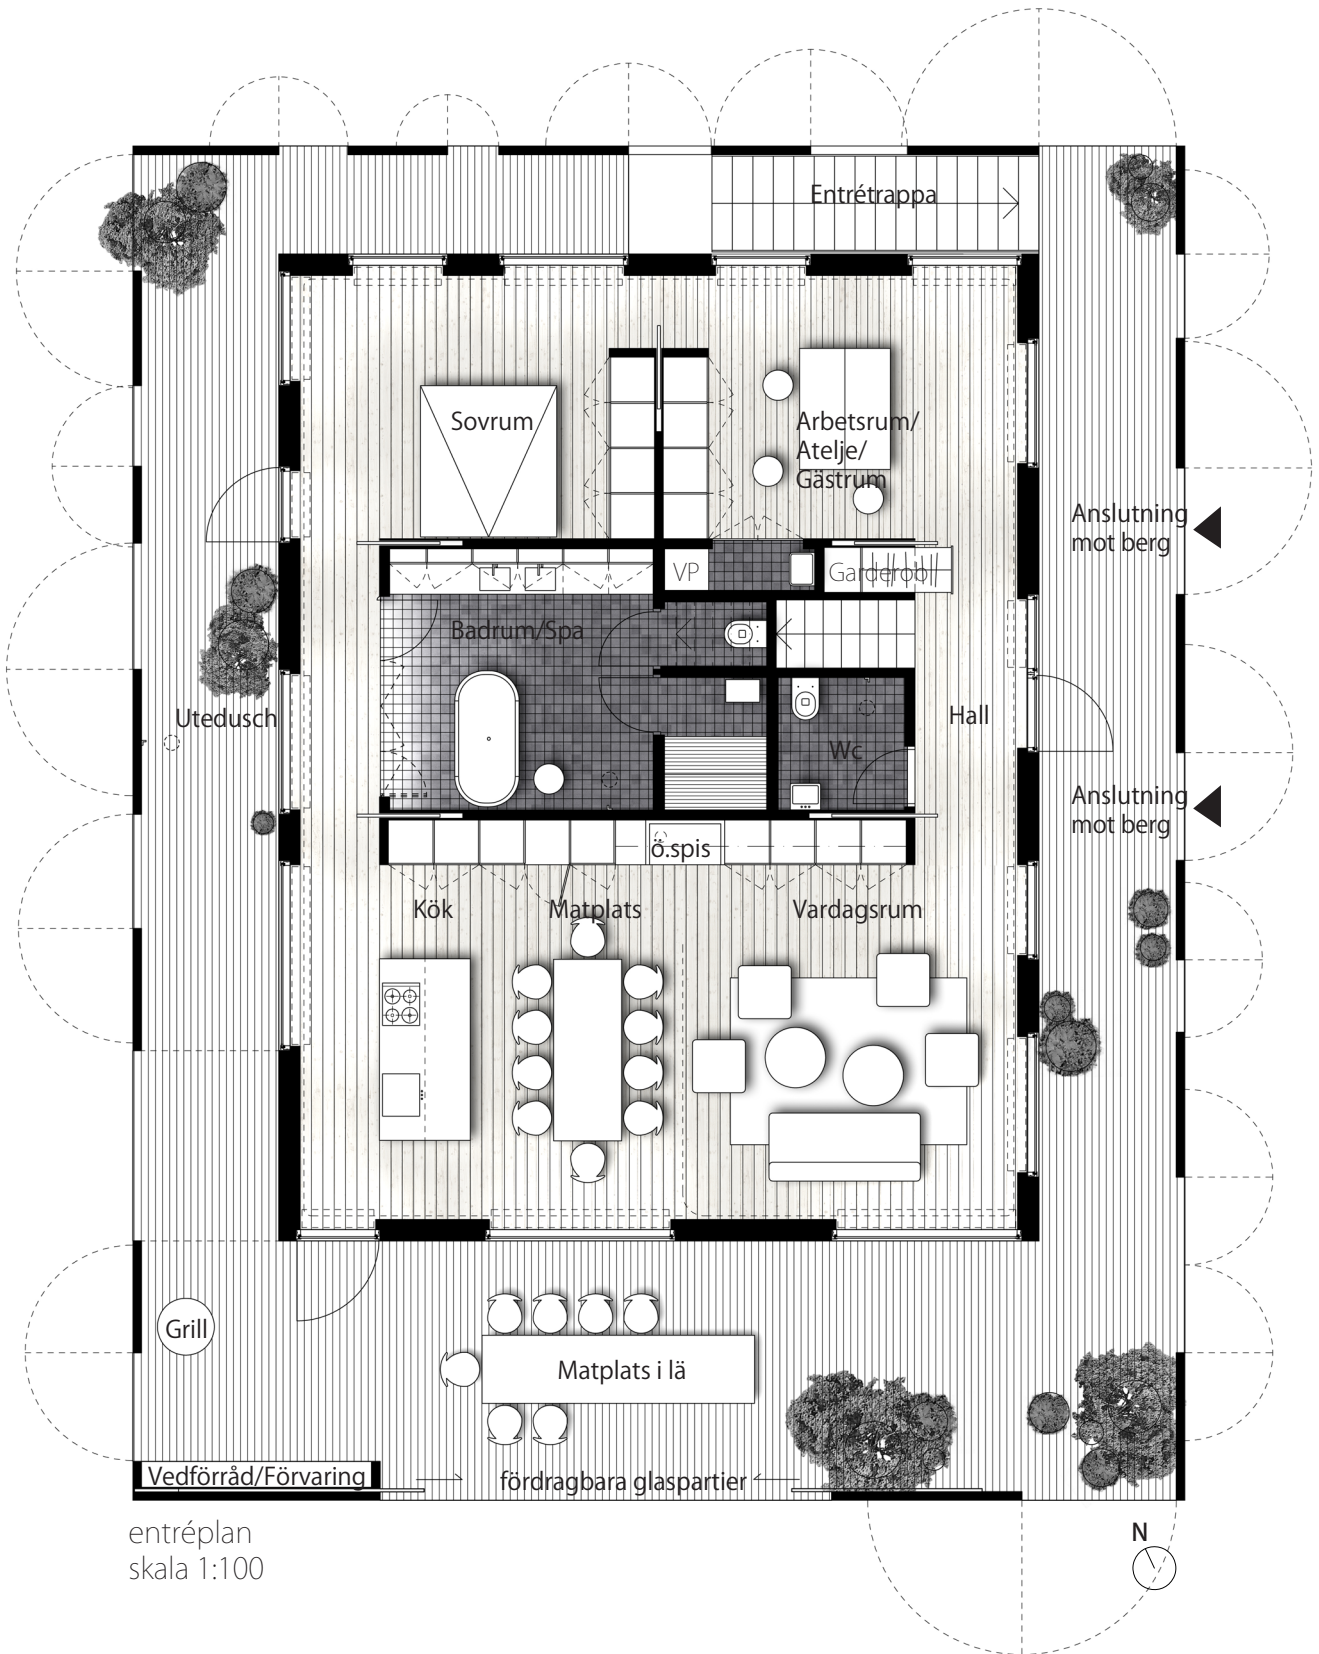 Entrétrappa
Sovrum
Arbetsrum/
Atelje/
Gästrum
Anslutning
mot berg
VP
Garderob
Badrum/Spa
Utedusch
Hall
Wc
Anslutning
mot berg
ö.spis
Kök
Matplats
Vardagsrum
Grill
Matplats i lä
Vedförråd/Förvaring
fördragbara glaspartier
entréplan
skala 1:100
N